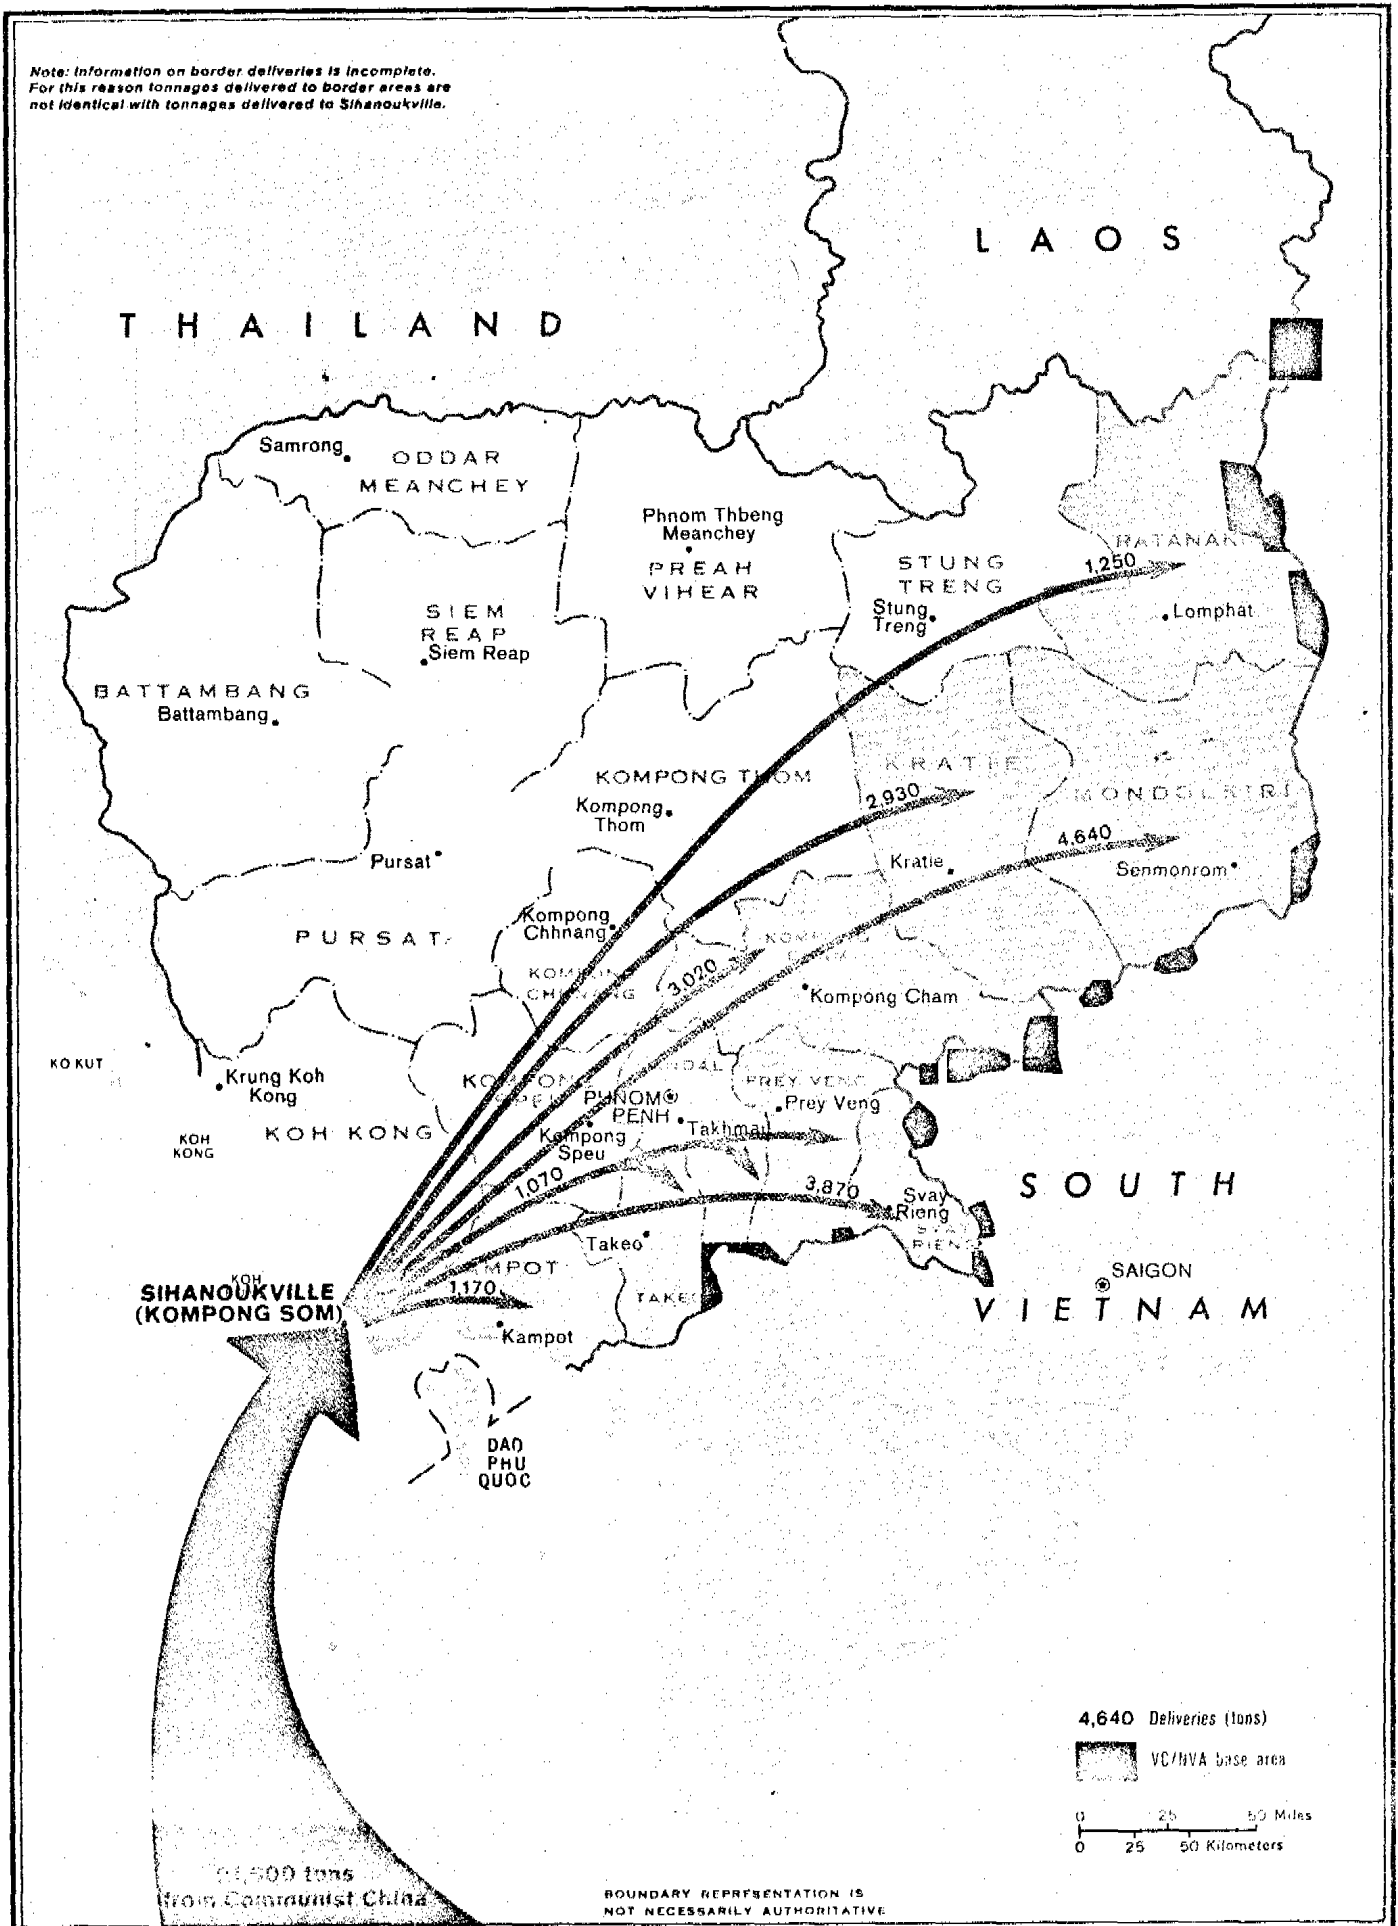 Note: Information on border deliveries is incomplete.
For this reason tonnages delivered to border areas are
not identical with tonnages delivered to Sihanoukville.
LAOS
THAILAND
Samrong
ODDAR
MEANCHEY
Phnom Thbeng
Meanchey
PREAH
VIHEAR
STUNG
TRENG
Stung
Treng
1,250
Lomphat
SIEM
REAP
Siem Reap
BATTAMBANG
Battambang
KOMPONG THOM
Kompong
Thom
KRATIE
2,930
MONDOLKIRI
4,640
Kratie
Senmonrom
Pursat
PURSAT
Kompong
Chhnang
3,020
Kompong Cham
KO KUT
Krung Koh
Kong
KOH
KONG
KOH KONG
PHNOM
PENH
PREY VENG
Prey Veng
Takhmau
Kompong
Speu
1,070
3,870
Svay
Rieng
SOUTH
VIETNAM
SAIGON
Takeo
KOH
SIHANOUKVILLE
(KOMPONG SOM)
1,170
Kampot
DAO
PHU
QUOC
4,640 Deliveries (tons)
VC/NVA base area
0 25 50 Miles
0 25 50 Kilometers
tons
from Communist China
BOUNDARY REPRESENTATION IS
NOT NECESSARILY AUTHORITATIVE